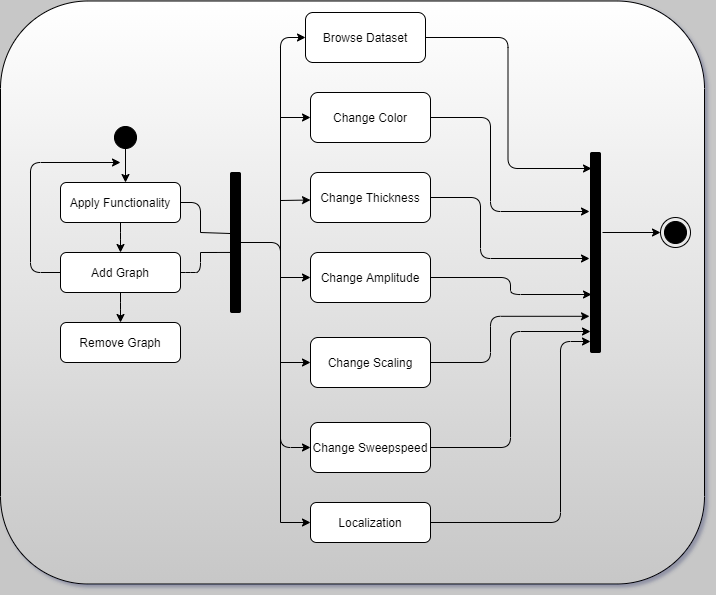 Browse Dataset
Change Color
Apply Functionality
Change Thickness
Add Graph
Change Amplitude
Remove Graph
Change Scaling
Change Sweepspeed
Localization